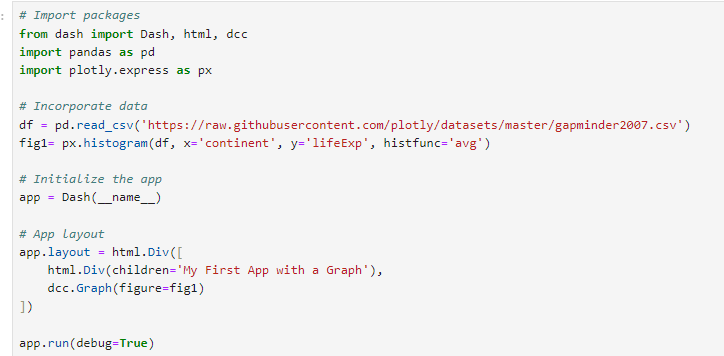 :
# Import packages
from dash import Dash, html, dcc
import pandas as pd
import plotly.express as px

# Incorporate data
df = pd.read_csv('https://raw.githubusercontent.com/plotly/datasets/master/gapminder2007.csv')
fig1= px.histogram(df, x='continent', y='lifeExp', histfunc='avg')

# Initialize the app
app = Dash(__name__)

# App layout
app.layout = html.Div([
    html.Div(children='My First App with a Graph'),
    dcc.Graph(figure=fig1)
])

app.run(debug=True)